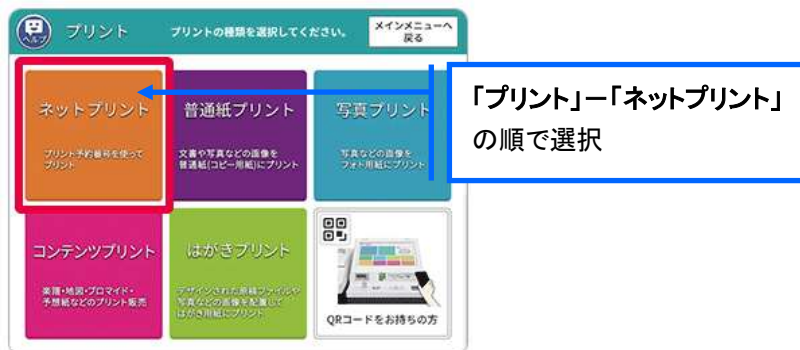 ヘルプ
プリント
プリントの種類を選択してください。
メインメニューへ
戻る
ネットプリント
プリント予約番号を使って
プリント
普通紙プリント
文書や写真などの画像を
普通紙(コピー用紙)にプリント
写真プリント
写真などの画像を
フォト用紙にプリント
「プリント」－「ネットプリント」
の順で選択
コンテンツプリント
楽譜・地図・ブロマイド・
予想紙などのプリント販売
はがきプリント
デザインされた原稿ファイルや
写真などの画像を配置して
はがき用紙にプリント
QRコードをお持ちの方